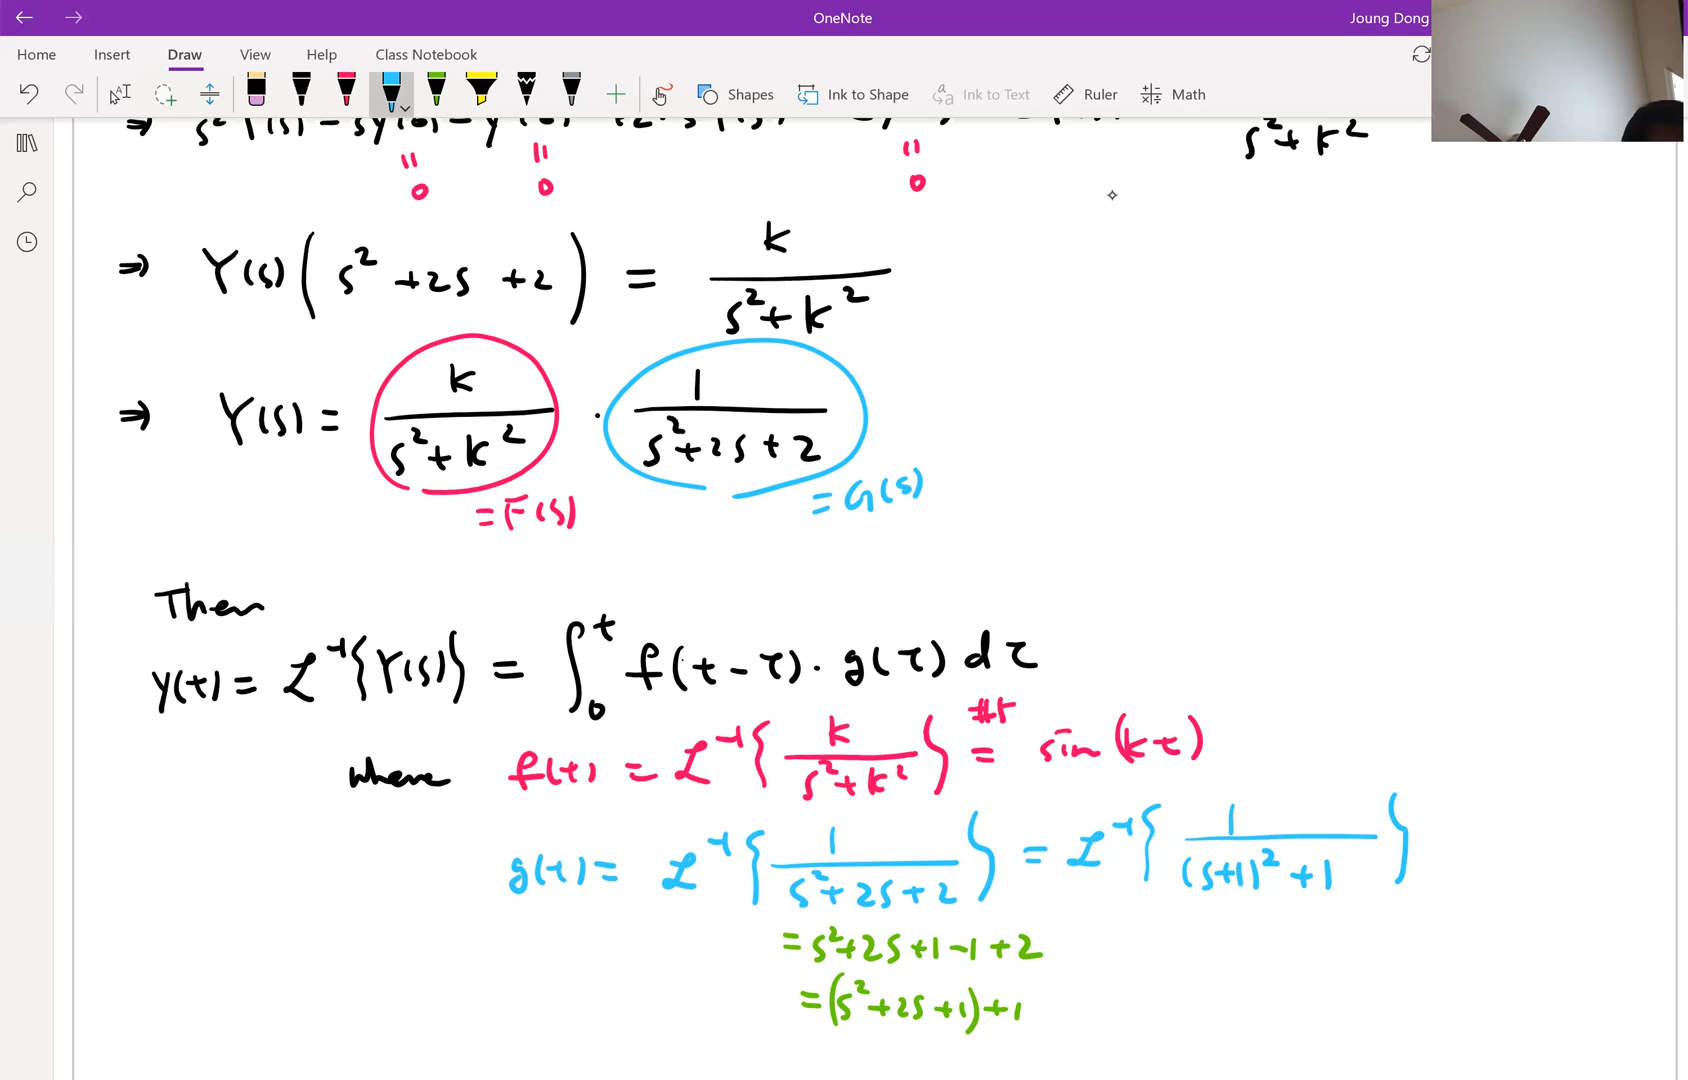 OneNote
Joung Dong
Home Insert Draw View Help Class Notebook
Shapes Ink to Shape Ink to Text Ruler Math
s²+k²
= 0 = 0 = 0
⇒ Y(s)(s²+2s+2) = k/(s²+k²)
⇒ Y(s) = k/(s²+k²) · 1/(s²+2s+2)
= F(s) = G(s)
Then
y(t) = ℒ⁻¹{Y(s)} = ∫₀ᵗ f(t-τ)·g(τ) dτ
where f(t) = ℒ⁻¹{k/(s²+k²)} = sin(kt)
g(t) = ℒ⁻¹{1/(s²+2s+2)} = ℒ⁻¹{1/((s+1)²+1)}
= s²+2s+1-1+2
= (s²+2s+1)+1